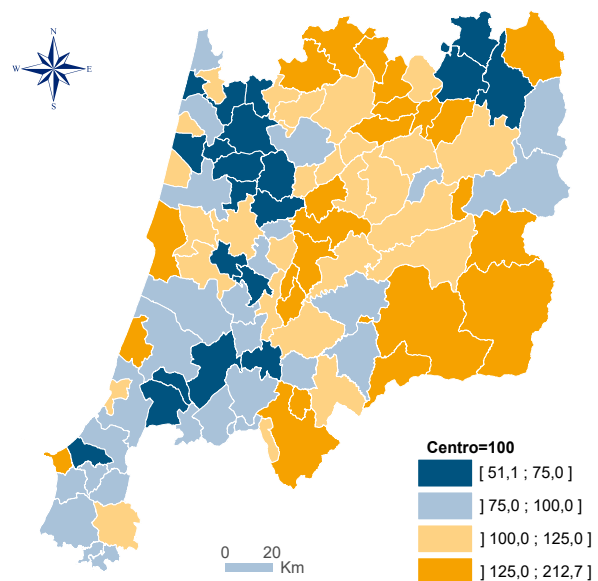 N
W E
S
Centro=100
[ 51,1 ; 75,0 ]
] 75,0 ; 100,0 ]
] 100,0 ; 125,0 ]
] 125,0 ; 212,7 ]
0 20
Km